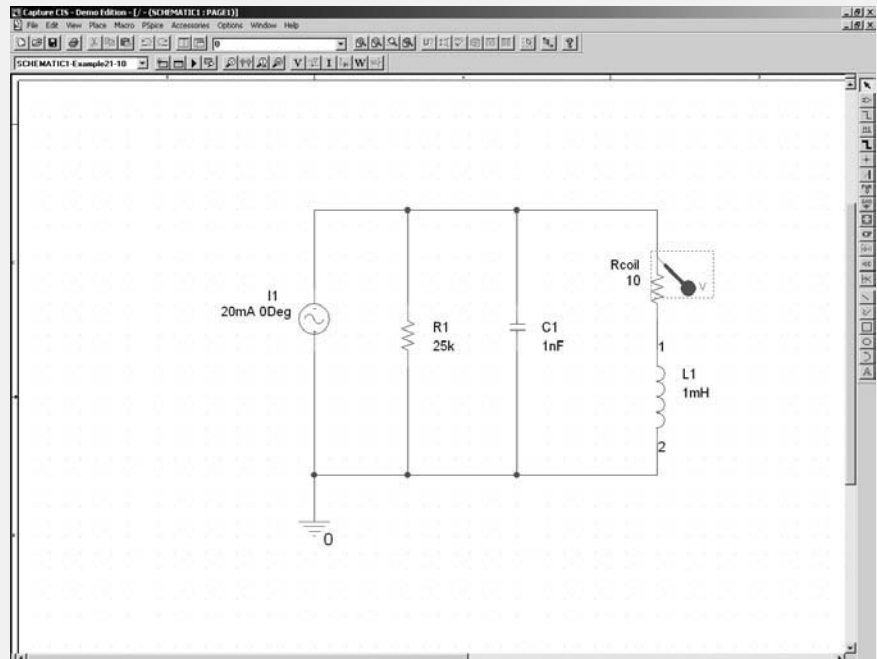 Capture CIS - Demo Edition - [/ - (SCHEMATIC1 : PAGE1)]
File Edit View Place Macro PSpice Accessories Options Window Help
0
SCHEMATIC1-Example21-10
V I W
Rcoil
10
V
I1
20mA 0Deg
R1
25k
C1
1nF
1
L1
1mH
2
0